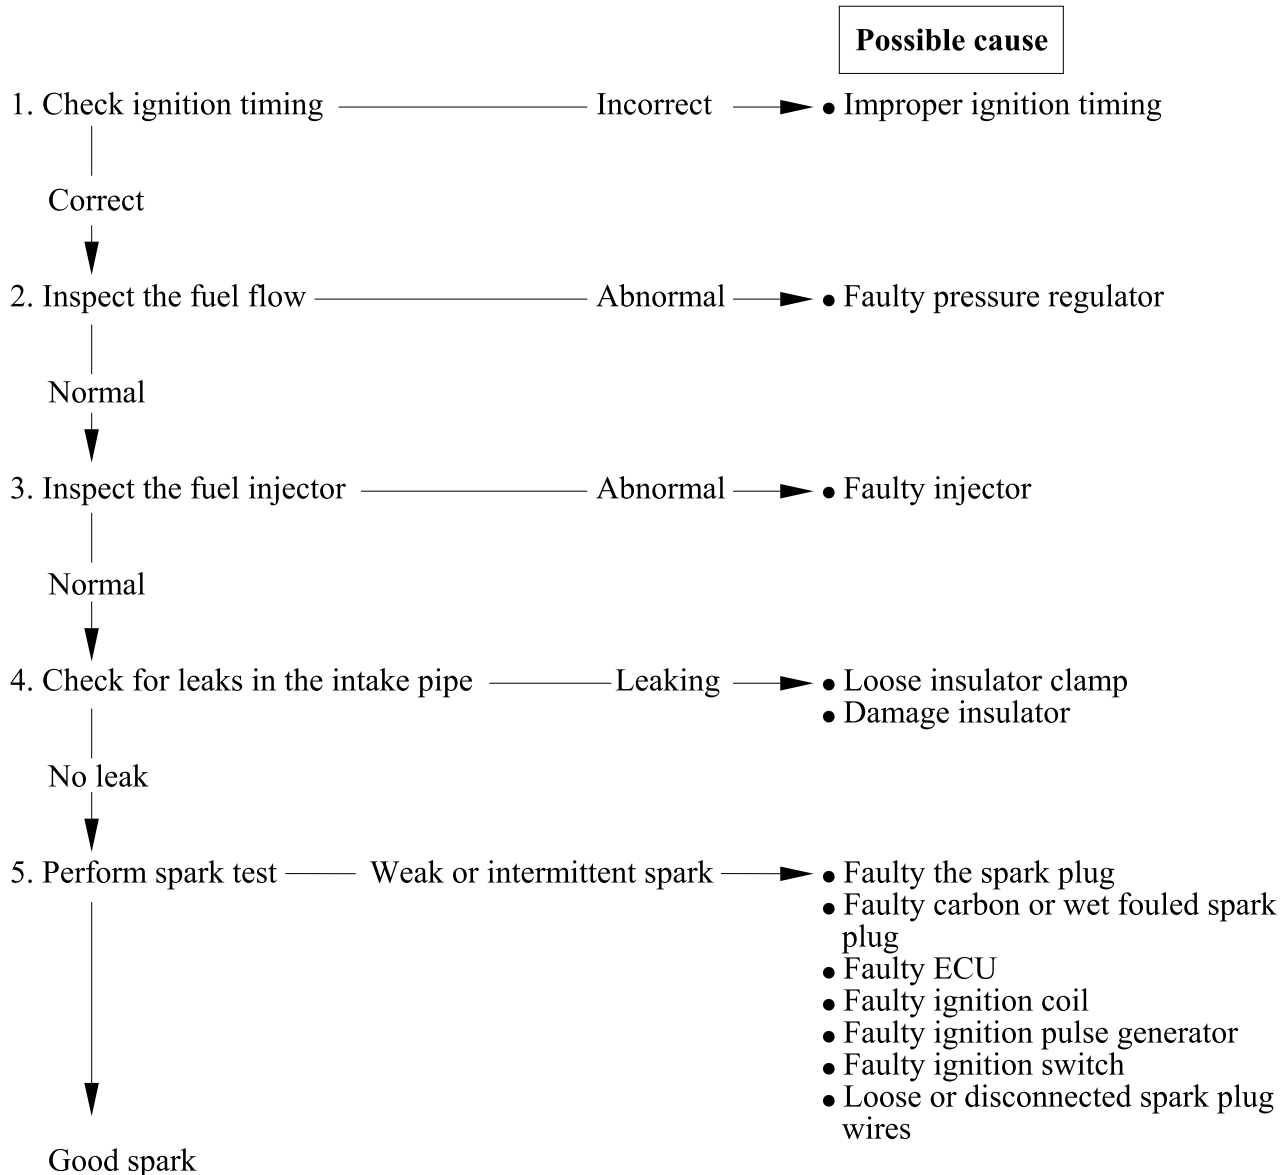 Possible cause
1. Check ignition timing Incorrect • Improper ignition timing
Correct
2. Inspect the fuel flow Abnormal • Faulty pressure regulator
Normal
3. Inspect the fuel injector Abnormal • Faulty injector
Normal
4. Check for leaks in the intake pipe Leaking • Loose insulator clamp
• Damage insulator
No leak
5. Perform spark test Weak or intermittent spark • Faulty the spark plug
• Faulty carbon or wet fouled spark
plug
• Faulty ECU
• Faulty ignition coil
• Faulty ignition pulse generator
• Faulty ignition switch
• Loose or disconnected spark plug
wires
Good spark